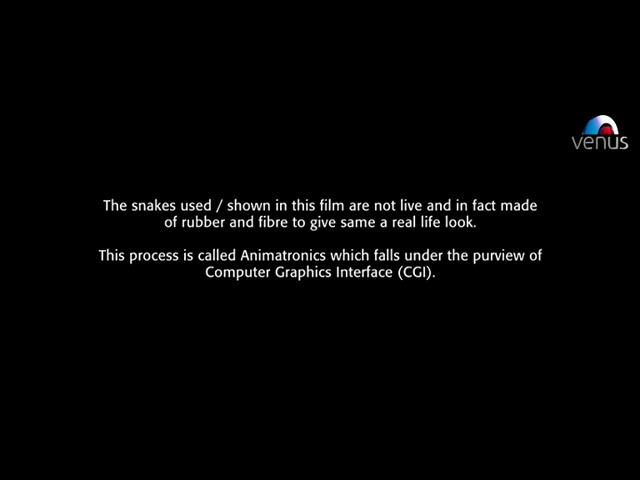 venus
The snakes used / shown in this film are not live and in fact made
of rubber and fibre to give same a real life look.
This process is called Animatronics which falls under the purview of
Computer Graphics Interface (CGI).